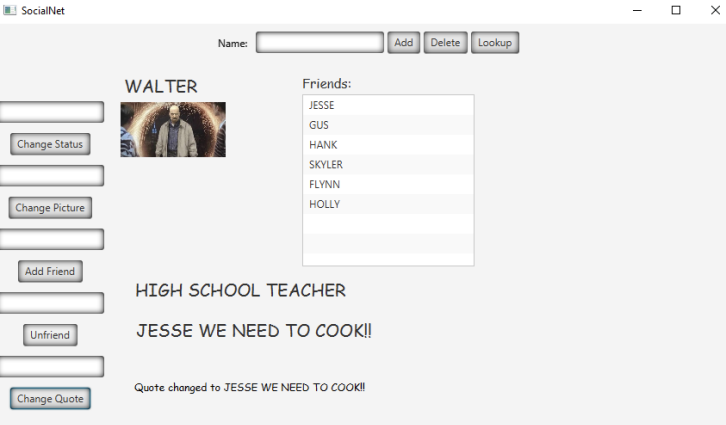 SocialNet
Name: Add Delete Lookup
WALTER
Friends:
JESSE
GUS
HANK
SKYLER
FLYNN
HOLLY
Change Status
Change Picture
Add Friend
Unfriend
Change Quote
HIGH SCHOOL TEACHER
JESSE WE NEED TO COOK!!
Quote changed to JESSE WE NEED TO COOK!!